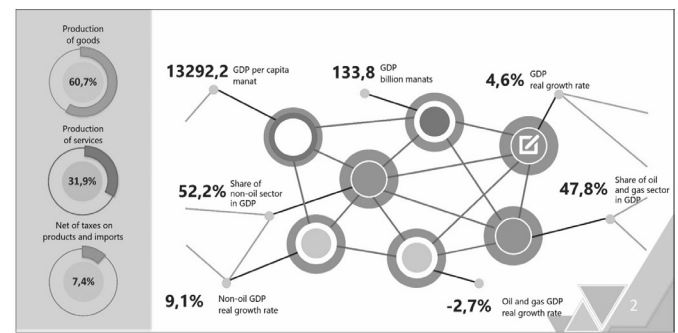 Production
of goods
60,7%
Production
of services
31,9%
Net of taxes on
products and imports
7,4%
13292,2 GDP per capita
manat
133,8 GDP
billion manats
4,6% GDP
real growth rate
52,2% Share of
non-oil sector
in GDP
47,8% Share of oil
and gas sector
in GDP
9,1% Non-oil GDP
real growth rate
-2,7% Oil and gas GDP
real growth rate
2